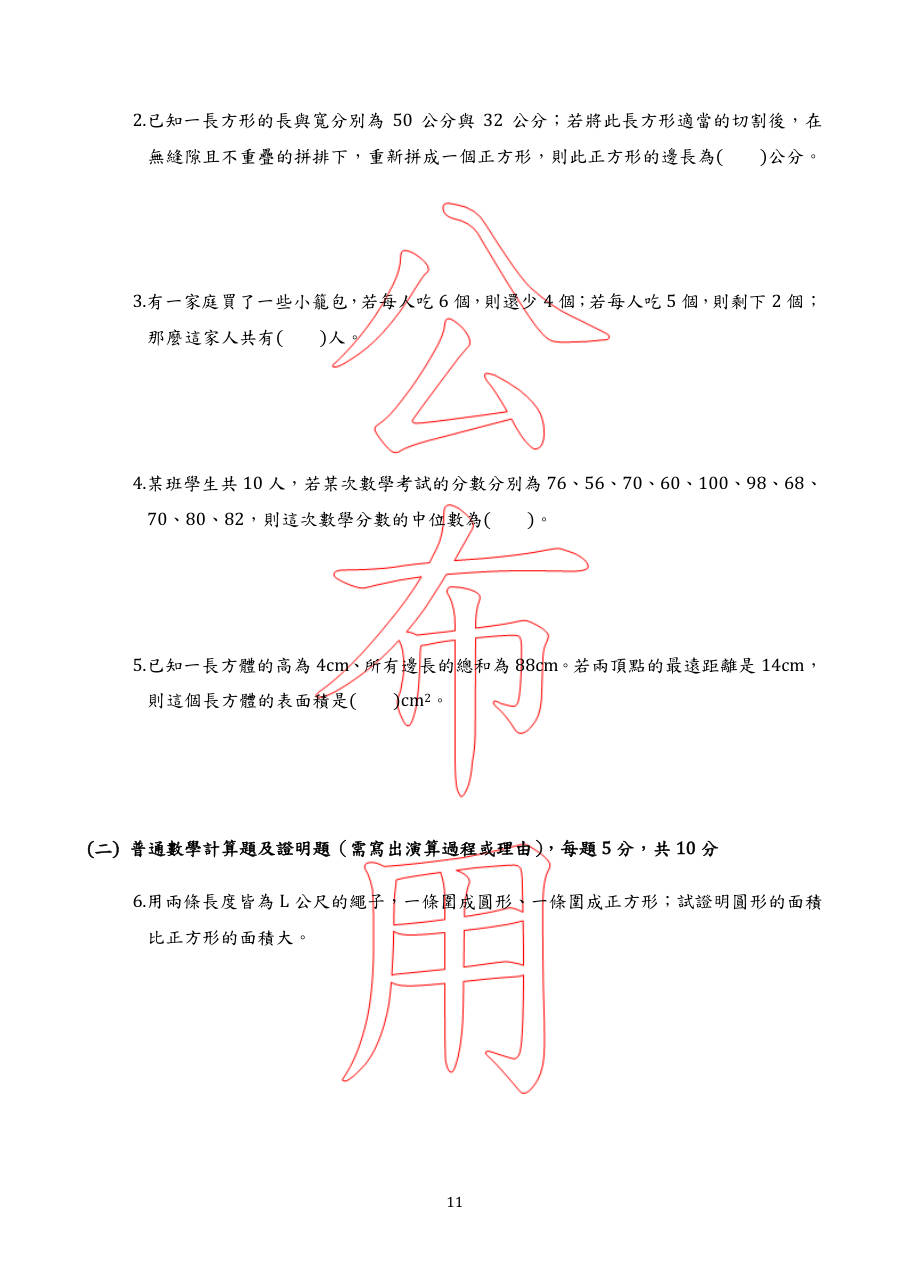 2.已知一長方形的長與寬分別為 50 公分與 32 公分；若將此長方形適當的切割後，在
無縫隙且不重疊的拼排下，重新拼成一個正方形，則此正方形的邊長為(　　)公分。
3.有一家庭買了一些小籠包，若每人吃 6 個，則還少 4 個；若每人吃 5 個，則剩下 2 個；
那麼這家人共有(　　)人。
4.某班學生共 10 人，若某次數學考試的分數分別為 76、56、70、60、100、98、68、
70、80、82，則這次數學分數的中位數為(　　)。
5.已知一長方體的高為 4cm、所有邊長的總和為 88cm。若兩頂點的最遠距離是 14cm，
則這個長方體的表面積是(　　)cm²。
(二) 普通數學計算題及證明題（需寫出演算過程或理由），每題 5 分，共 10 分
6.用兩條長度皆為 L 公尺的繩子，一條圍成圓形、一條圍成正方形；試證明圓形的面積
比正方形的面積大。
公
布
用
11